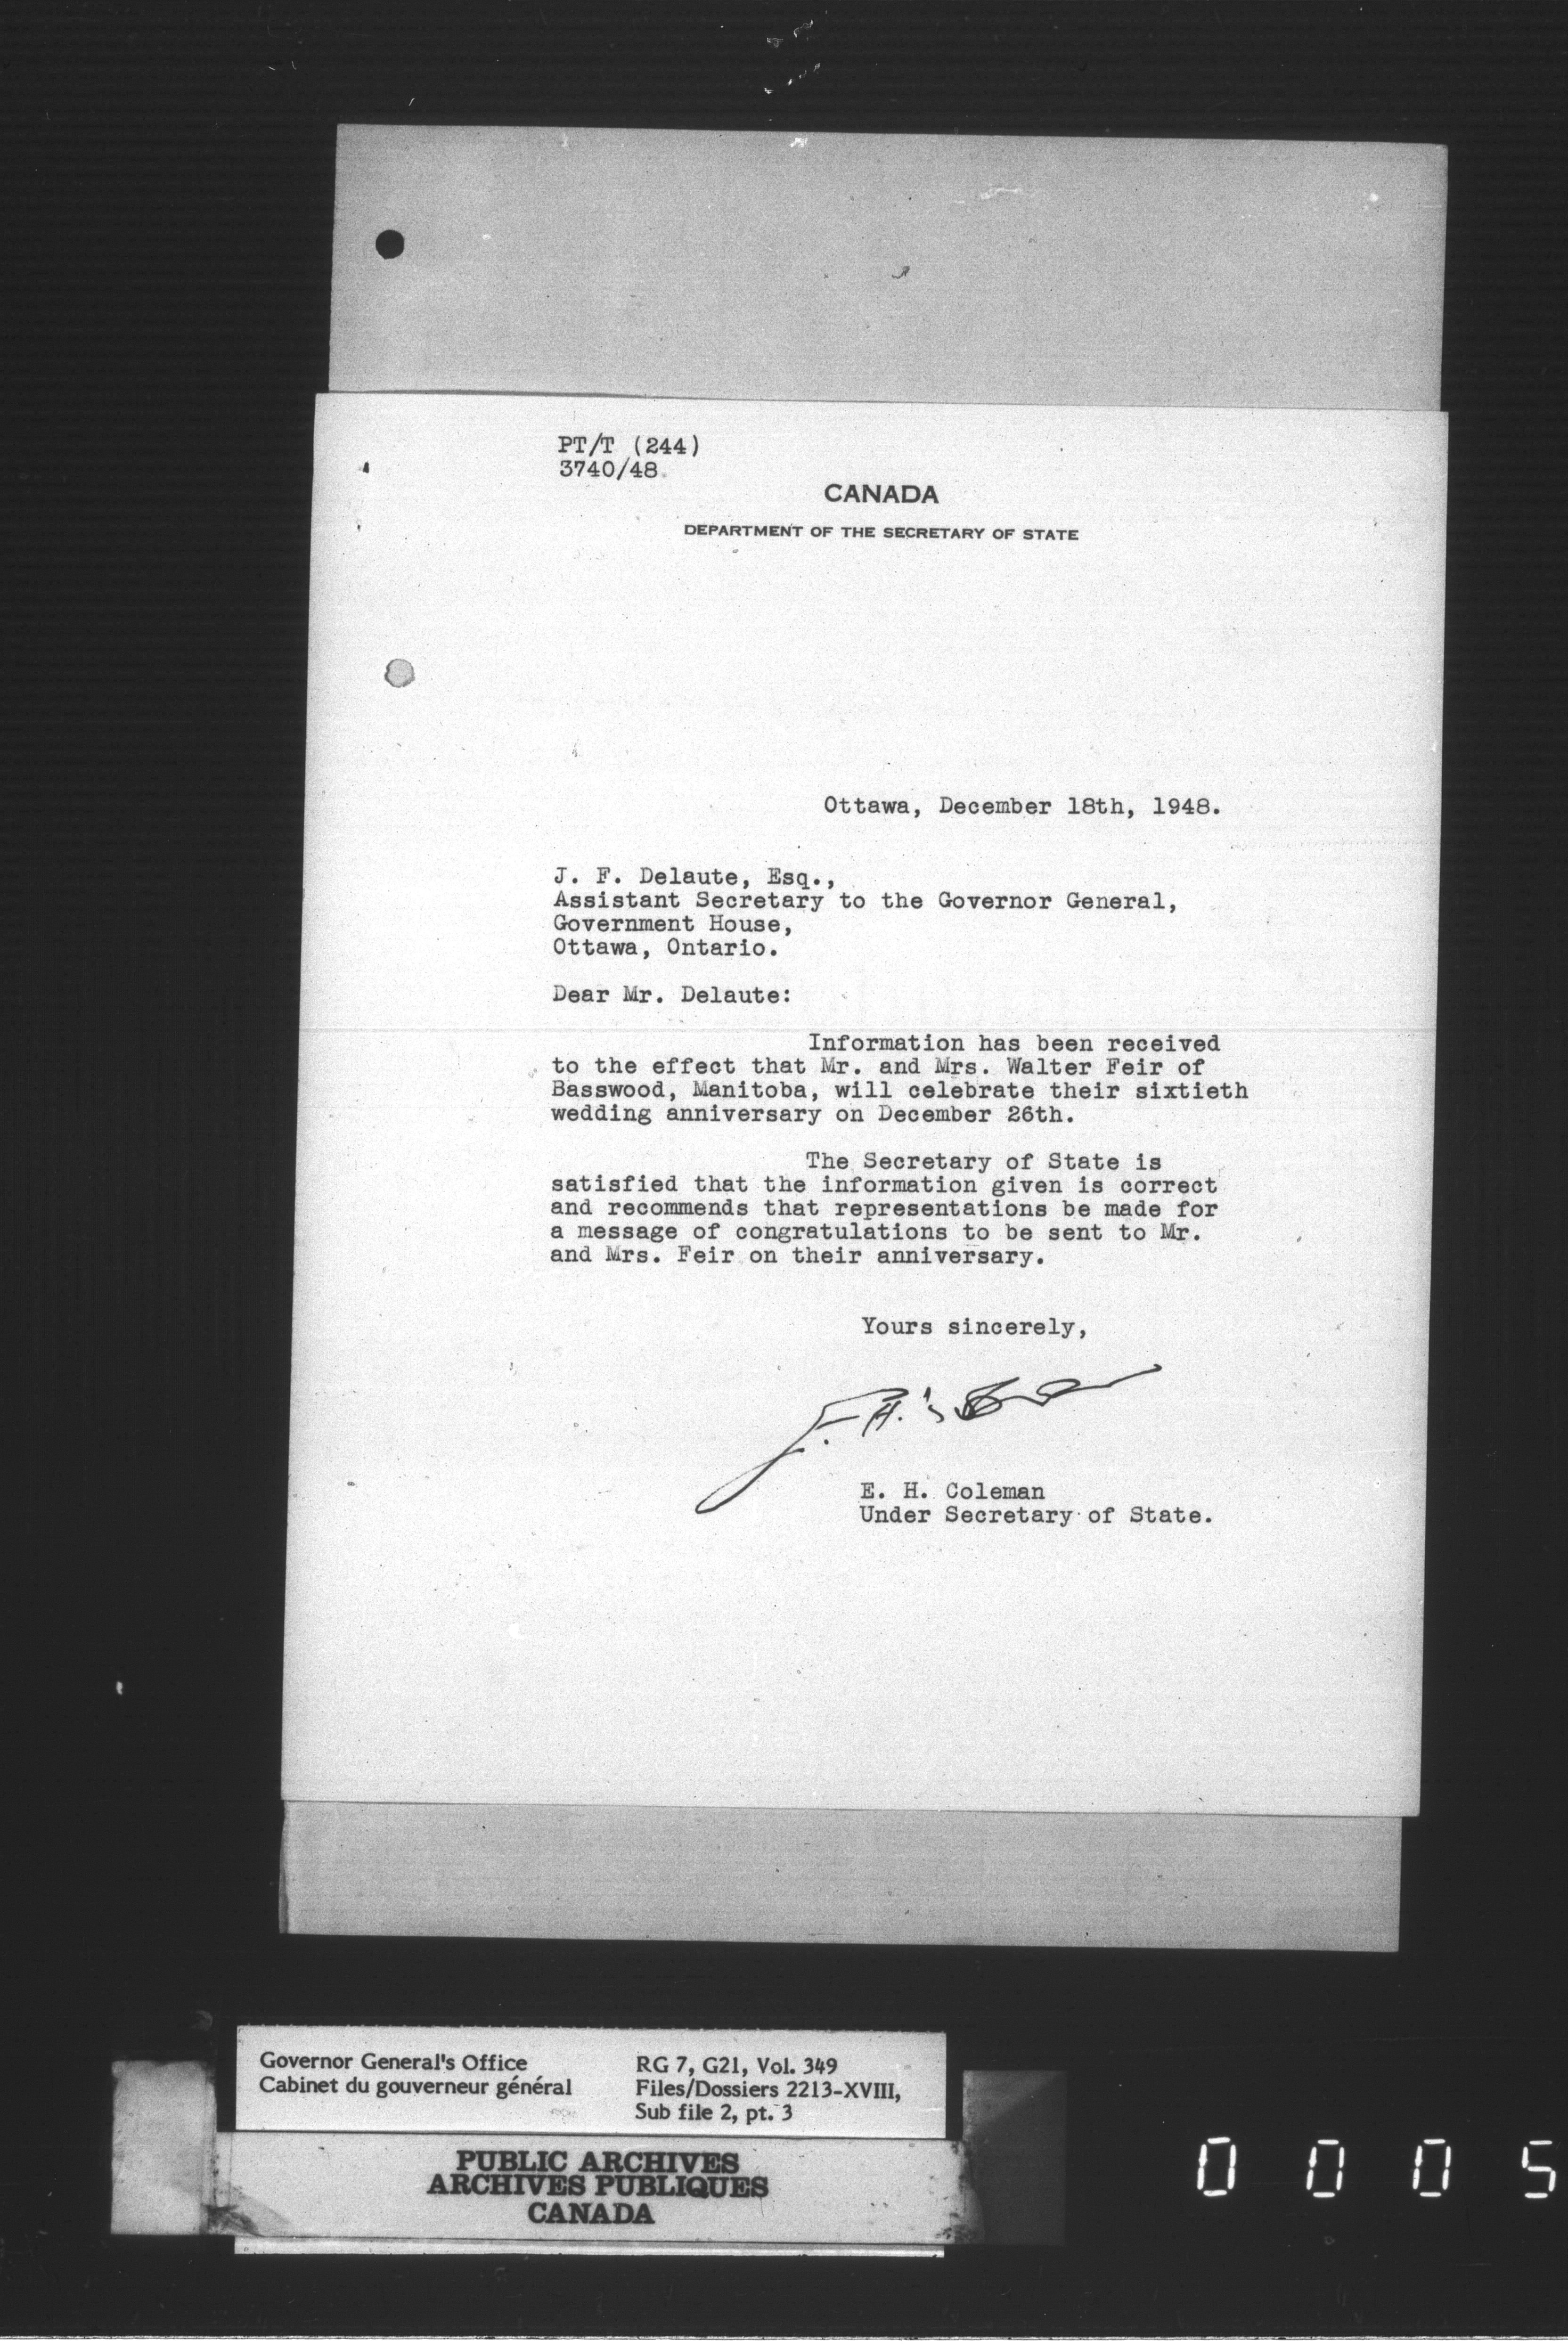 PT/T (244)
3740/48
CANADA
DEPARTMENT OF THE SECRETARY OF STATE
Ottawa, December 18th, 1948.
J. F. Delaute, Esq.,
Assistant Secretary to the Governor General,
Government House,
Ottawa, Ontario.
Dear Mr. Delaute:
Information has been received
to the effect that Mr. and Mrs. Walter Feir of
Basswood, Manitoba, will celebrate their sixtieth
wedding anniversary on December 26th.
The Secretary of State is
satisfied that the information given is correct
and recommends that representations be made for
a message of congratulations to be sent to Mr.
and Mrs. Feir on their anniversary.
Yours sincerely,
E. H. Coleman
Under Secretary of State.
Governor General's Office
Cabinet du gouverneur général
RG 7, G21, Vol. 349
Files/Dossiers 2213-XVIII,
Sub file 2, pt. 3
PUBLIC ARCHIVES
ARCHIVES PUBLIQUES
CANADA
0 0 0 5